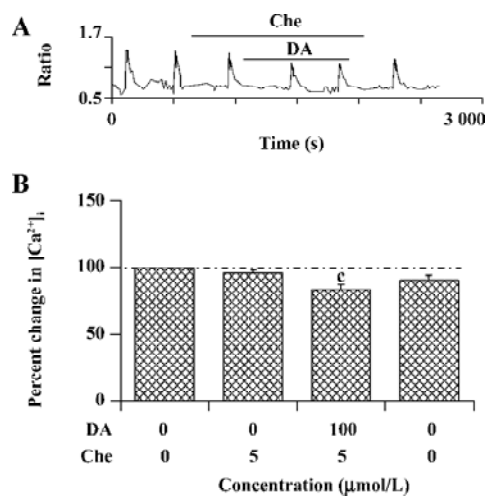 A
Che
DA
1.7
Ratio
0.5
0
3 000
Time (s)
B
Percent change in [Ca²⁺]ᵢ
150
100
50
0
c
DA 0 0 100 0
Che 0 5 5 0
Concentration (μmol/L)